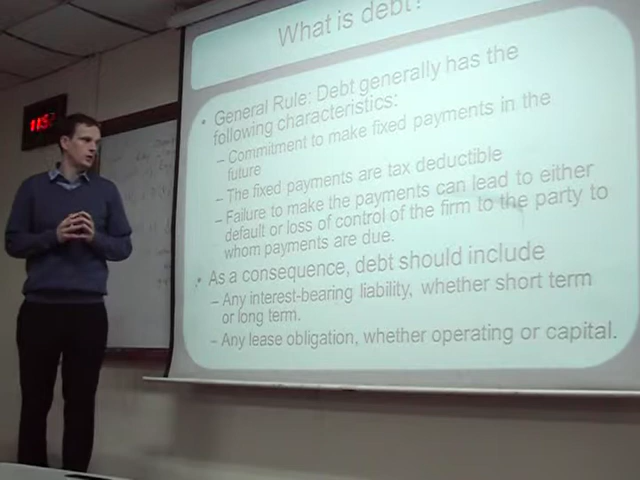 What is debt?
• General Rule: Debt generally has the
following characteristics:
– Commitment to make fixed payments in the
future
– The fixed payments are tax deductible
– Failure to make the payments can lead to either
default or loss of control of the firm to the party to
whom payments are due.
• As a consequence, debt should include
– Any interest-bearing liability, whether short term
or long term.
– Any lease obligation, whether operating or capital.